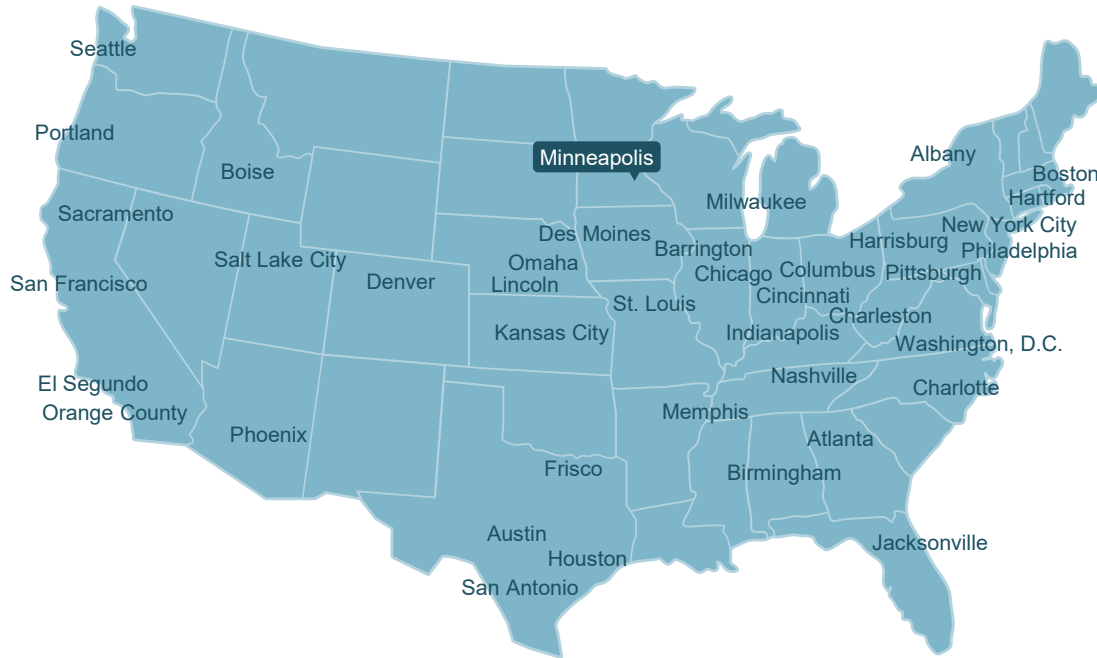 Seattle
Portland
Minneapolis
Albany
Boise
Boston
Hartford
Milwaukee
Sacramento
New York City
Des Moines
Harrisburg
Barrington
Philadelphia
Salt Lake City
Omaha
Columbus
Chicago
Pittsburgh
Denver
San Francisco
Lincoln
Cincinnati
St. Louis
Charleston
Kansas City
Indianapolis
Washington, D.C.
Nashville
El Segundo
Charlotte
Orange County
Memphis
Phoenix
Atlanta
Frisco
Birmingham
Austin
Jacksonville
Houston
San Antonio